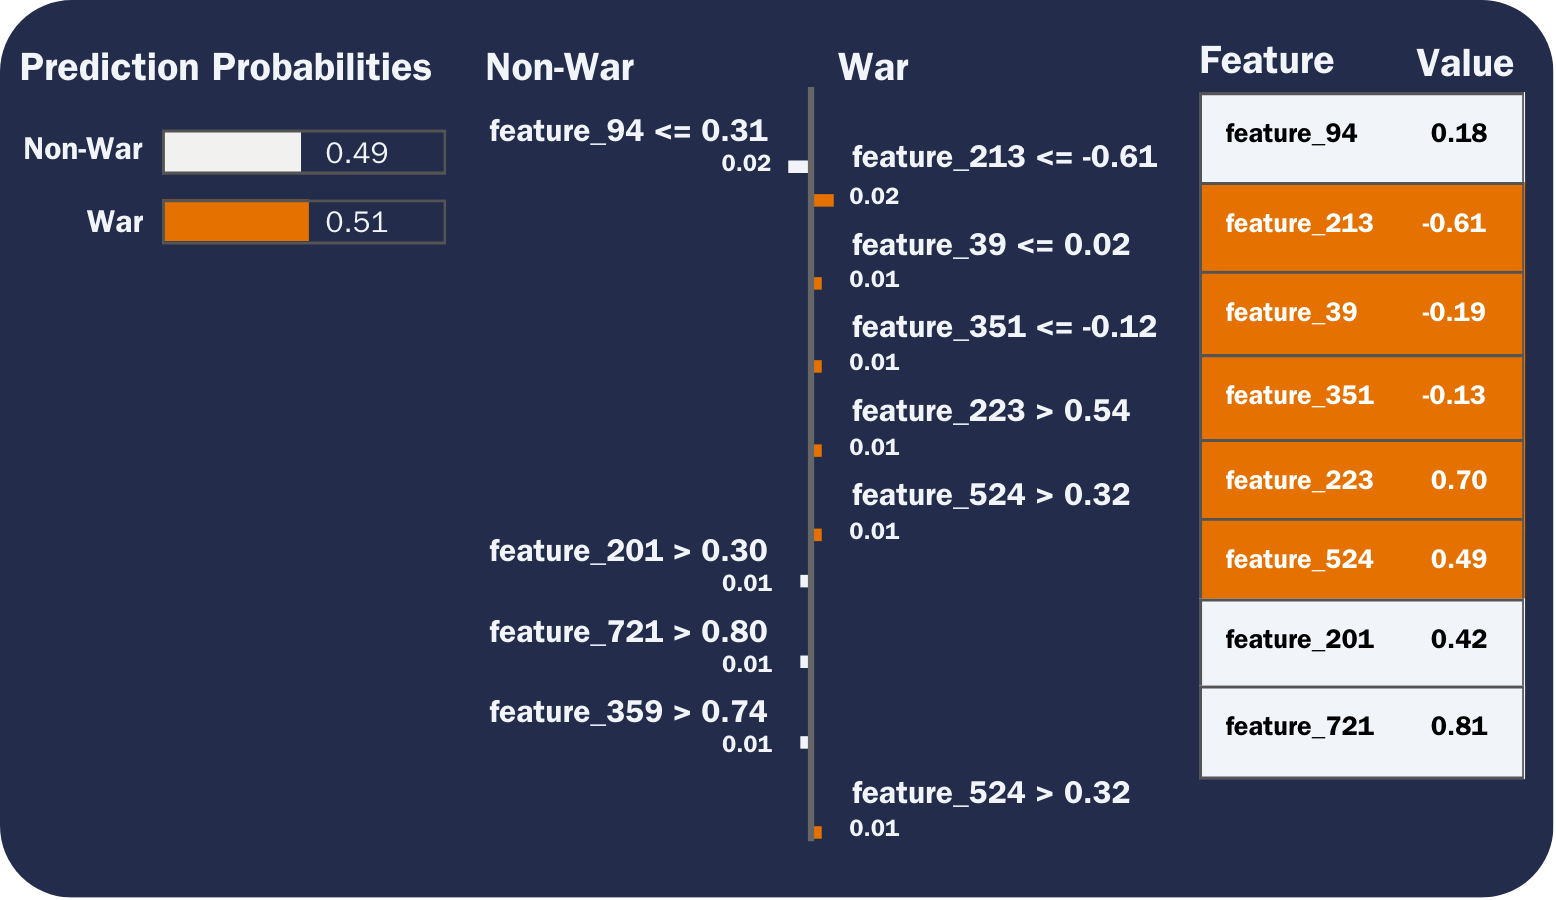 Prediction Probabilities
Non-War 0.49
War 0.51
Non-War War
feature_94 <= 0.31
0.02
feature_213 <= -0.61
0.02
feature_39 <= 0.02
0.01
feature_351 <= -0.12
0.01
feature_223 > 0.54
0.01
feature_524 > 0.32
0.01
feature_201 > 0.30
0.01
feature_721 > 0.80
0.01
feature_359 > 0.74
0.01
feature_524 > 0.32
0.01
Feature Value
feature_94 0.18
feature_213 -0.61
feature_39 -0.19
feature_351 -0.13
feature_223 0.70
feature_524 0.49
feature_201 0.42
feature_721 0.81